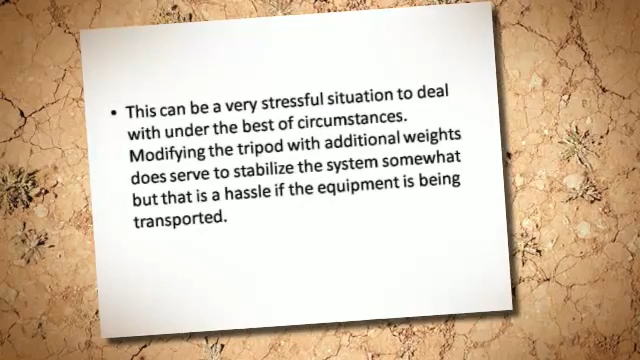 • This can be a very stressful situation to deal
with under the best of circumstances.
Modifying the tripod with additional weights
does serve to stabilize the system somewhat
but that is a hassle if the equipment is being
transported.